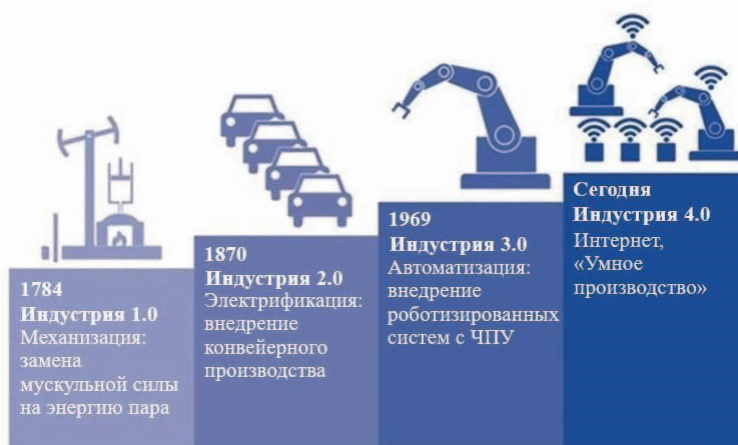 1784
Индустрия 1.0
Механизация:
замена
мускульной силы
на энергию пара
1870
Индустрия 2.0
Электрификация:
внедрение
конвейерного
производства
1969
Индустрия 3.0
Автоматизация:
внедрение
роботизированных
систем с ЧПУ
Сегодня
Индустрия 4.0
Интернет,
«Умное
производство»